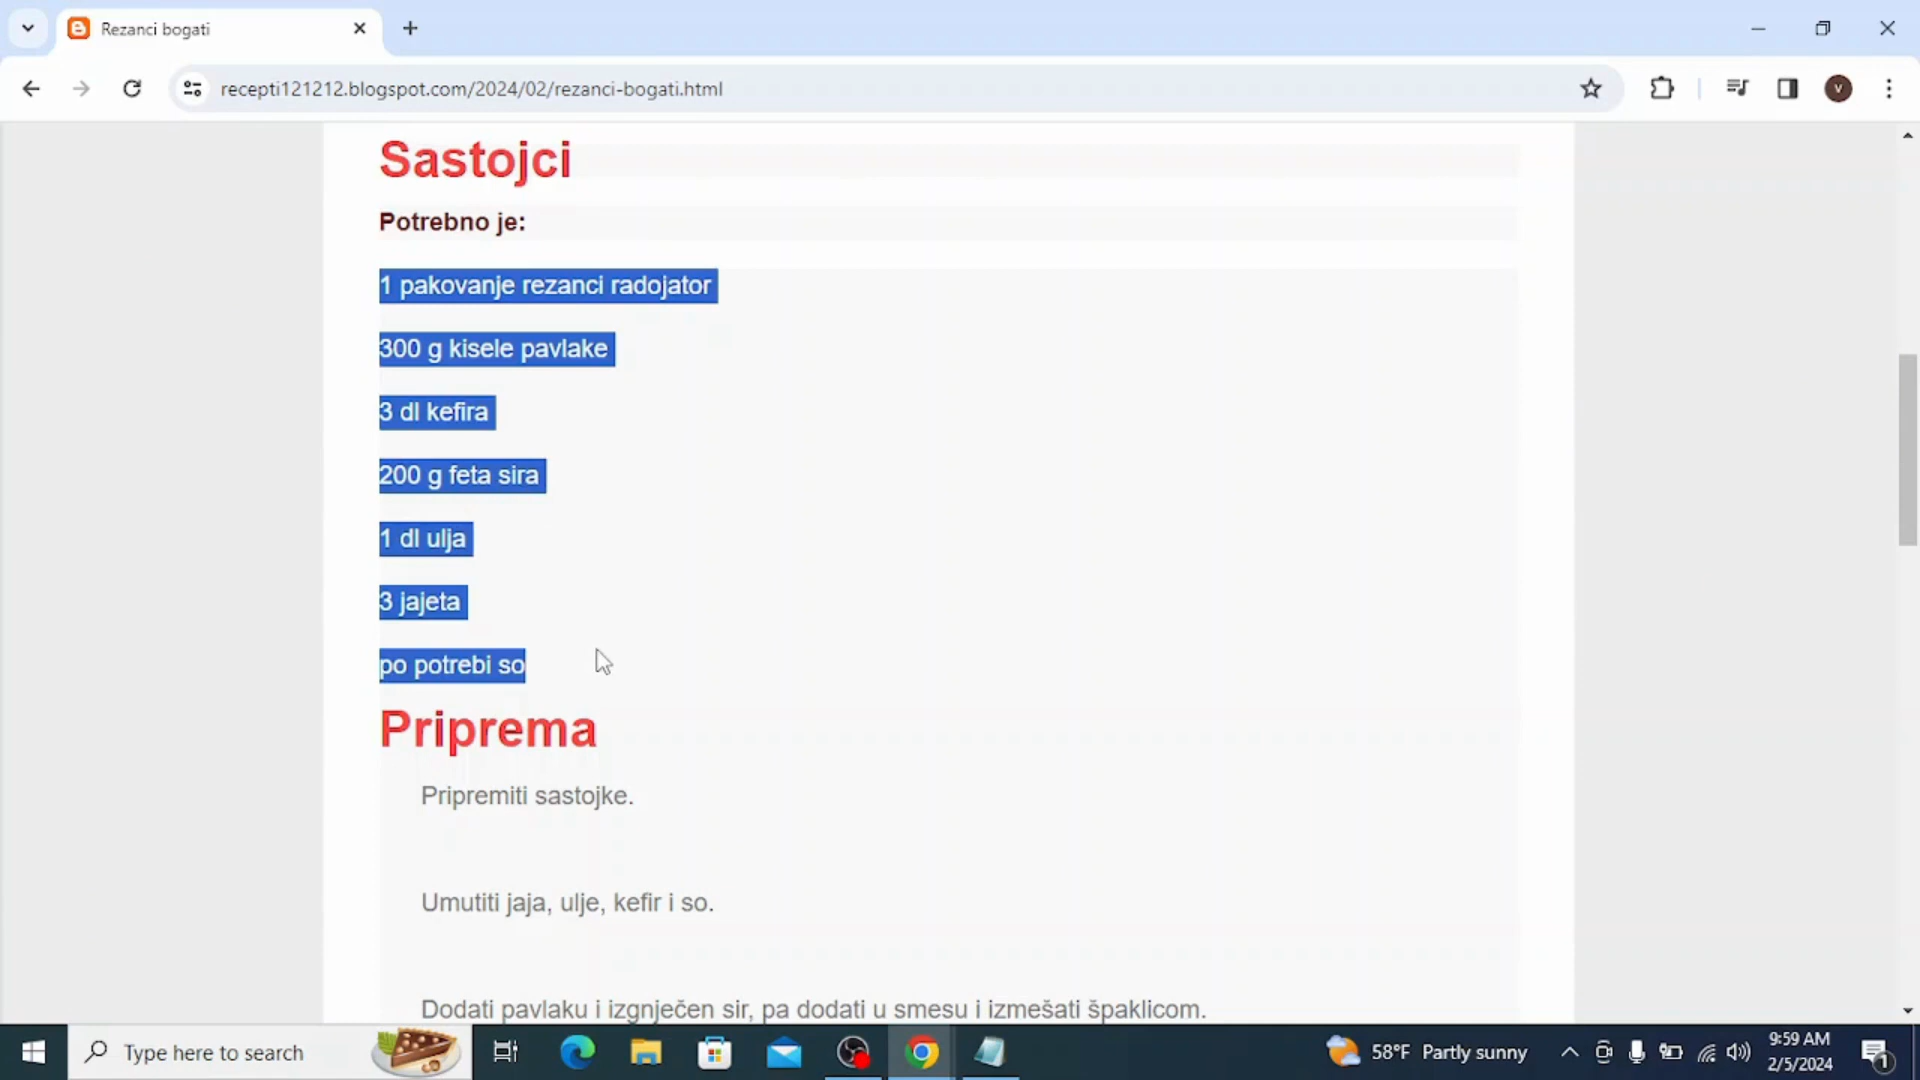 Rezanci bogati
recepti121212.blogspot.com/2024/02/rezanci-bogati.html
V
Sastojci
Potrebno je:
1 pakovanje rezanci radojator
300 g kisele pavlake
3 dl kefira
200 g feta sira
1 dl ulja
3 jajeta
po potrebi so
Priprema
Pripremiti sastojke.
Umutiti jaja, ulje, kefir i so.
Dodati pavlaku i izgnječen sir, pa dodati u smesu i izmešati špaklicom.
Type here to search
58°F Partly sunny
9:59 AM
2/5/2024
1